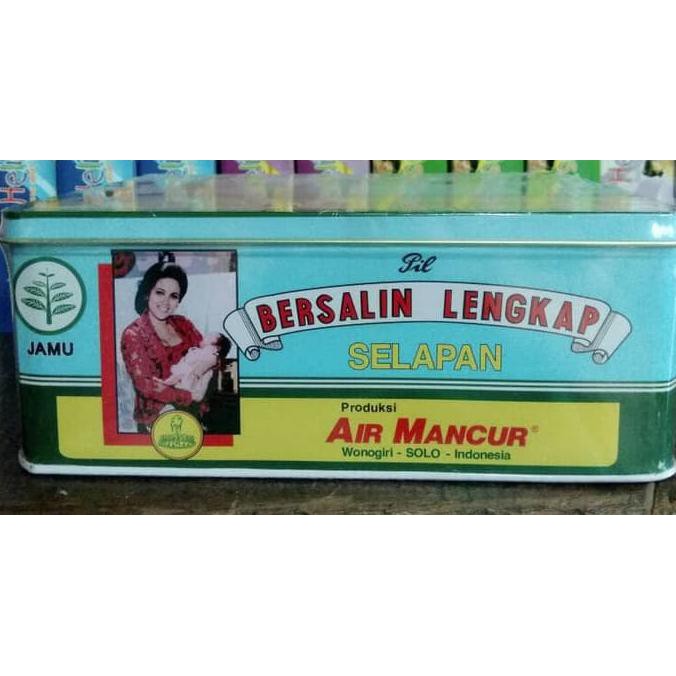 Pil
BERSALIN LENGKAP
SELAPAN
JAMU
Produksi
AIR MANCUR®
Wonogiri - SOLO - Indonesia